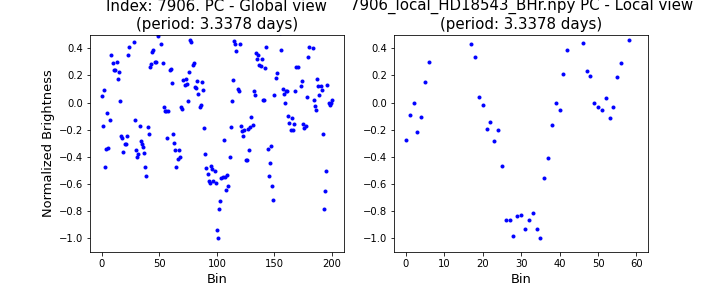 Index: 7906. PC - Global view
(period: 3.3378 days)
7906_local_HD18543_BHr.npy PC - Local view
(period: 3.3378 days)
Normalized Brightness
0.4
0.2
0.0
−0.2
−0.4
−0.6
−0.8
−1.0
0 50 100 150 200
Bin
0.4
0.2
0.0
−0.2
−0.4
−0.6
−0.8
−1.0
0 10 20 30 40 50 60
Bin